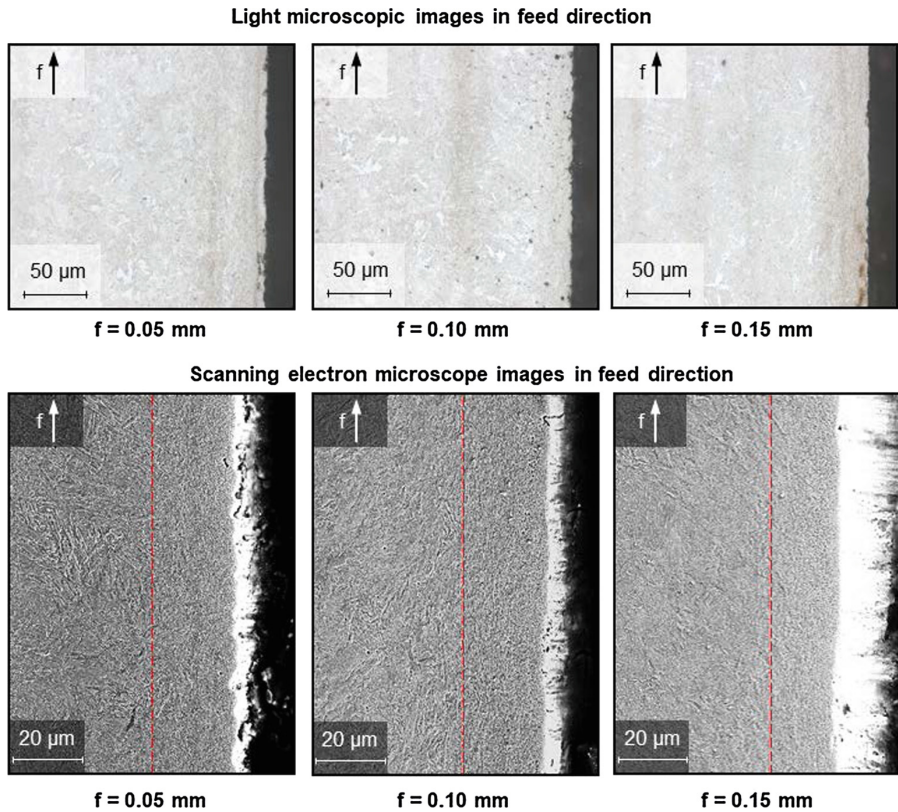 Light microscopic images in feed direction
f
f
f
50 µm
50 µm
50 µm
f = 0.05 mm
f = 0.10 mm
f = 0.15 mm
Scanning electron microscope images in feed direction
f
f
f
20 µm
20 µm
20 µm
f = 0.05 mm
f = 0.10 mm
f = 0.15 mm